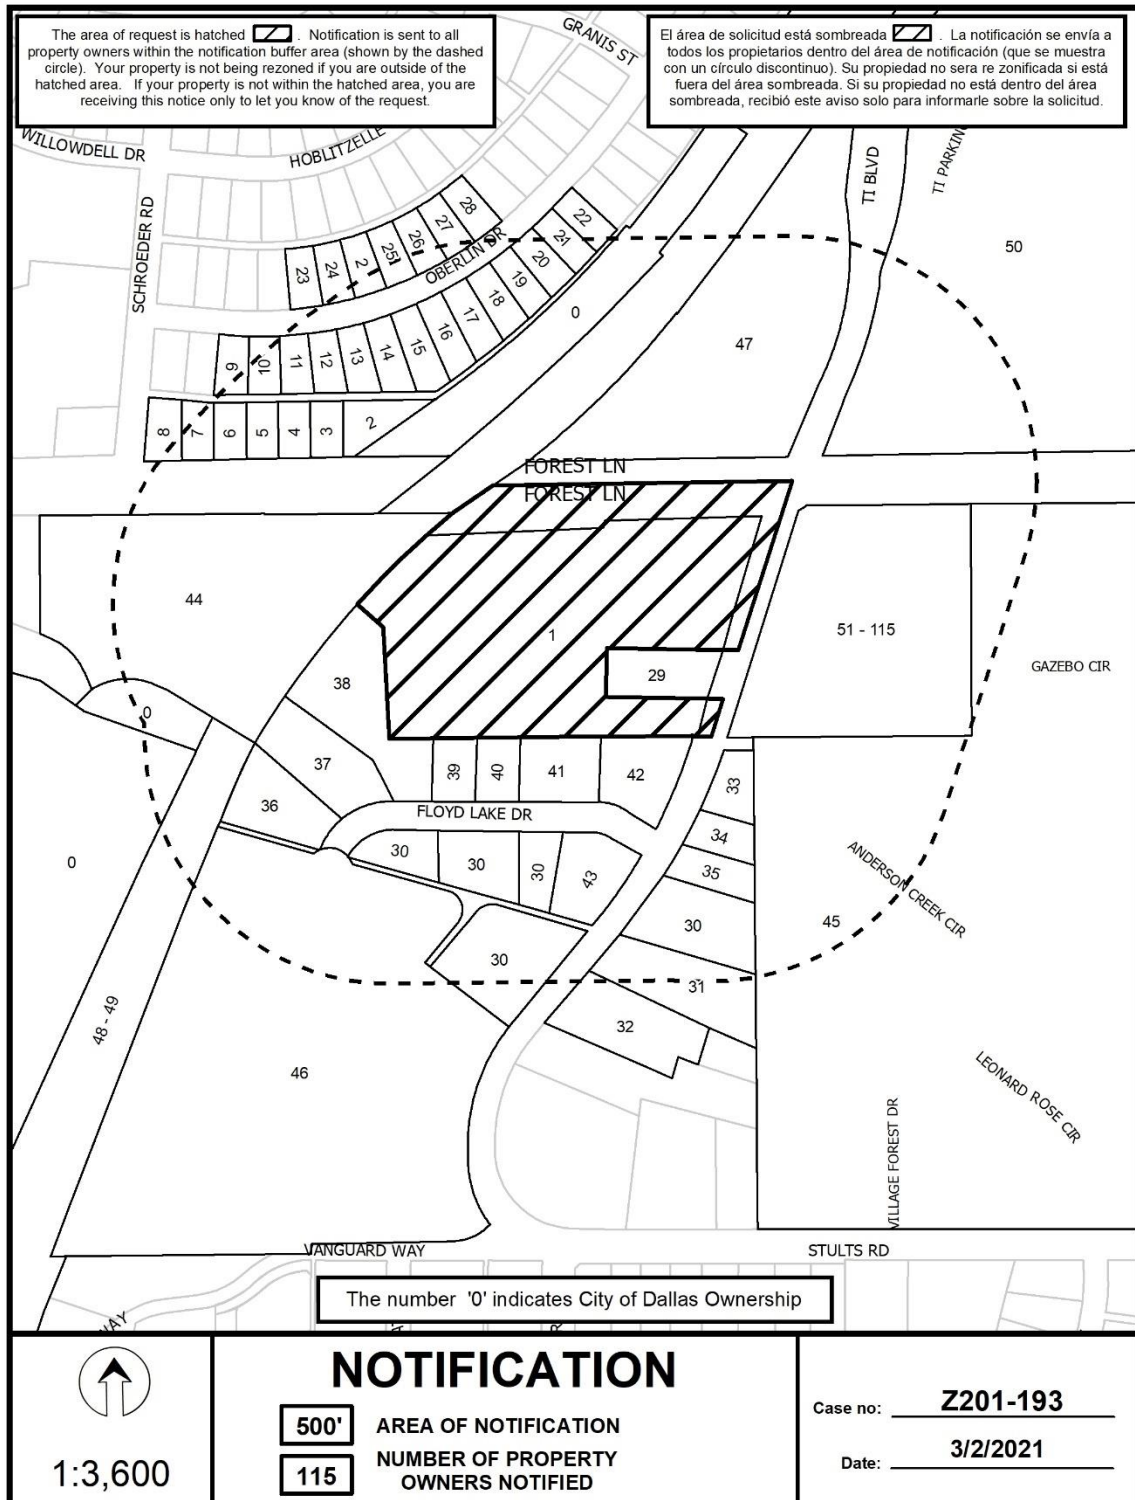 The area of request is hatched . Notification is sent to all
property owners within the notification buffer area (shown by the dashed
circle). Your property is not being rezoned if you are outside of the
hatched area. If your property is not within the hatched area, you are
receiving this notice only to let you know of the request.
El área de solicitud está sombreada . La notificación se envía a
todos los propietarios dentro del área de notificación (que se muestra
con un círculo discontinuo). Su propiedad no sera re zonificada si está
fuera del área sombreada. Si su propiedad no está dentro del área
sombreada, recibió este aviso solo para informarle sobre la solicitud.
GRANIS ST
WILLOWDELL DR
HOBLITZELLE
SCHROEDER RD
TI BLVD
TI PARKING
OBERLIN DR
50
28
27
26
25
2
24
23
22
21
20
19
18
17
16
15
14
13
12
11
10
9
0
47
8
7
6
5
4
3
2
FOREST LN
FOREST LN
44
1
51 - 115
29
38
GAZEBO CIR
0
37
39
40
41
42
33
36
FLOYD LAKE DR
34
0
30
30
30
43
35
ANDERSON CREEK CIR
45
30
30
31
32
48 - 49
46
LEONARD ROSE CIR
VILLAGE FOREST DR
VANGUARD WAY
STULTS RD
WAY
The number '0' indicates City of Dallas Ownership
1:3,600
NOTIFICATION
500' AREA OF NOTIFICATION
115 NUMBER OF PROPERTY
OWNERS NOTIFIED
Case no: Z201-193
Date: 3/2/2021